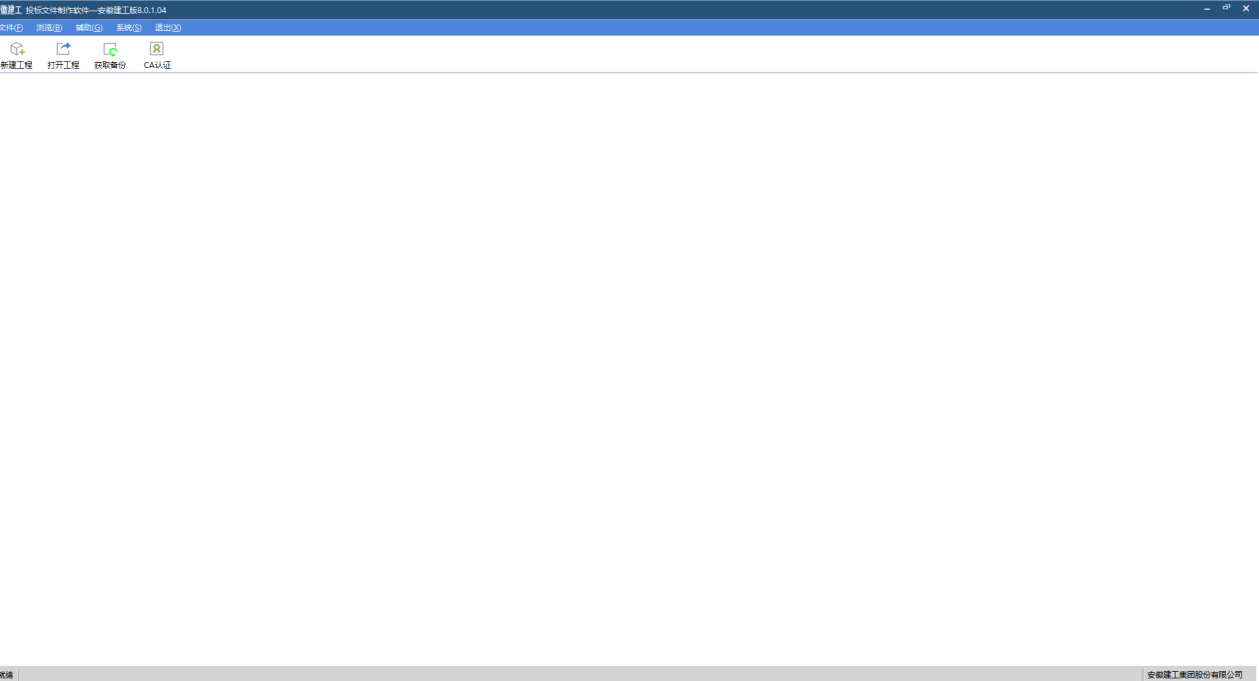 徽建工 投标文件制作软件—安徽建工版8.0.1.04
文件(F) 浏览(B) 辅助(G) 系统(S) 退出(X)
新建工程 打开工程 获取备份 CA认证
就绪 安徽建工集团股份有限公司